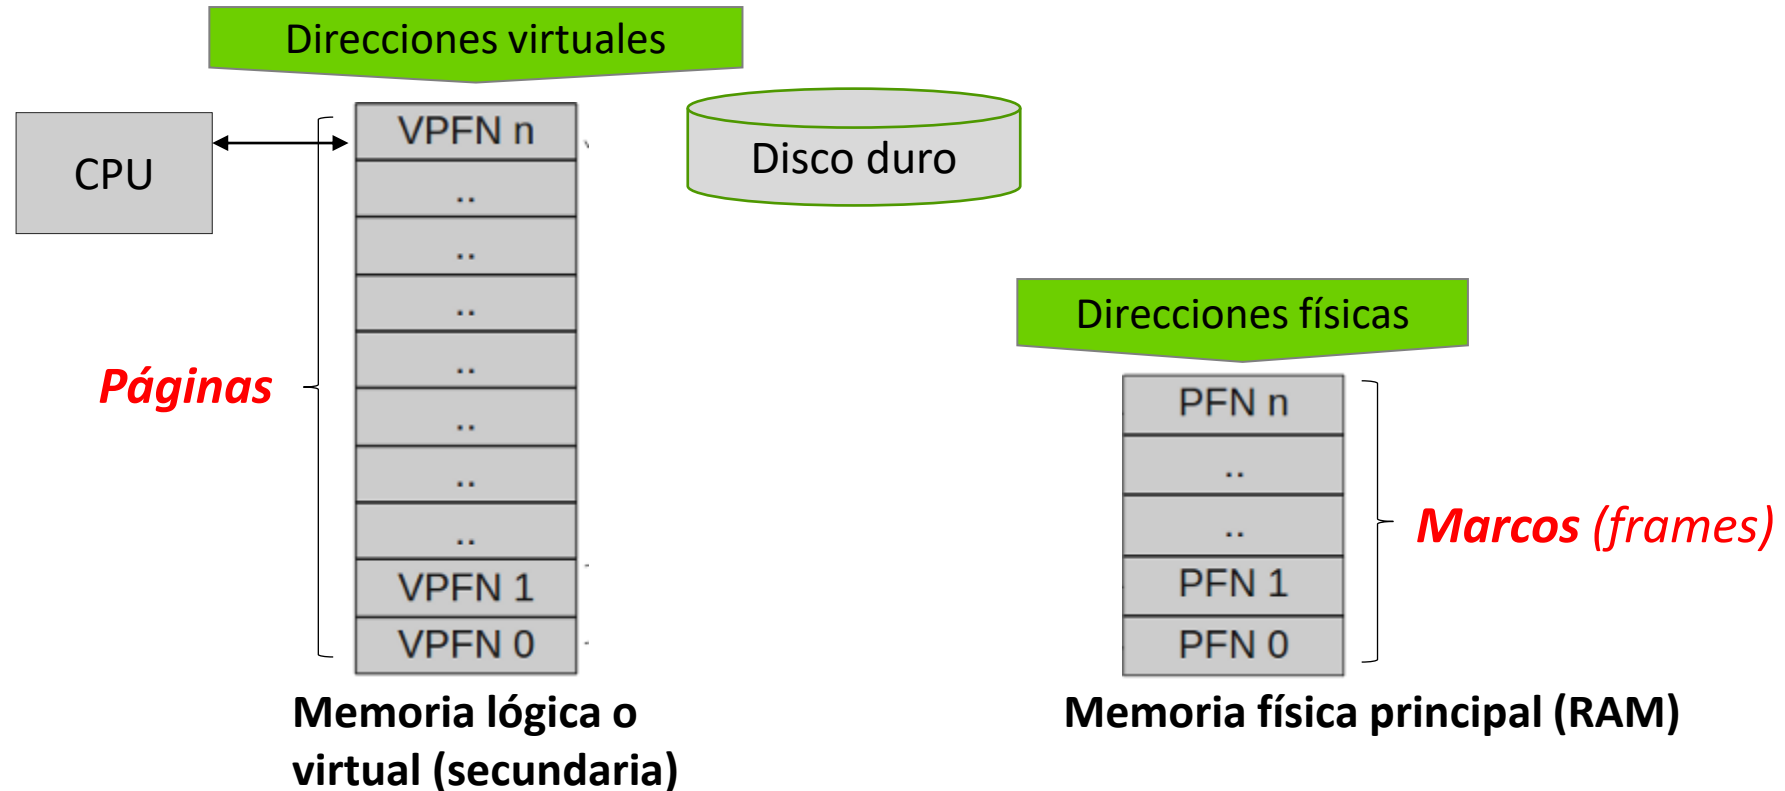 Direcciones virtuales
CPU
VPFN n
..
..
..
..
..
..
..
VPFN 1
VPFN 0
Páginas
Memoria lógica o
virtual (secundaria)
Disco duro
Direcciones físicas
PFN n
..
..
PFN 1
PFN 0
Marcos (frames)
Memoria física principal (RAM)